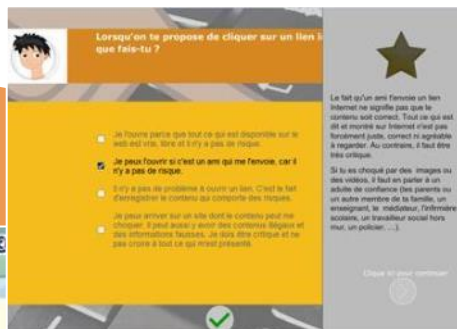 Lorsqu'on te propose de cliquer sur un lien
que fais-tu ?
Je l'ouvre parce que tout ce qui est disponible sur le
web est vrai, libre et il n'y a pas de risque.
Je peux l'ouvrir si c'est un ami qui me l'envoie, car il
n'y a pas de risque.
Il n'y a pas de problème à ouvrir un lien. C'est le fait
d'enregistrer le contenu qui comporte des risques.
Je peux arriver sur un site dont le contenu peut me
choquer. Il peut aussi y avoir des contenus illégaux et
des informations fausses. Je dois être critique et ne
pas croire à tout ce qui m'est présenté.
Le fait qu'un ami t'envoie un lien
Internet ne signifie pas que le
contenu soit correct. Tout ce qui est
dit et montré sur Internet n'est pas
forcément juste, correct ni agréable
à regarder. Au contraire, il faut être
très critique.
Si tu es choqué par des images ou
des vidéos, il faut en parler à un
adulte de confiance (tes parents ou
un autre membre de ta famille, un
enseignant, le médiateur, l'infirmière
scolaire, un travailleur social hors
mur, un policier, ...).
Clique ici pour continuer